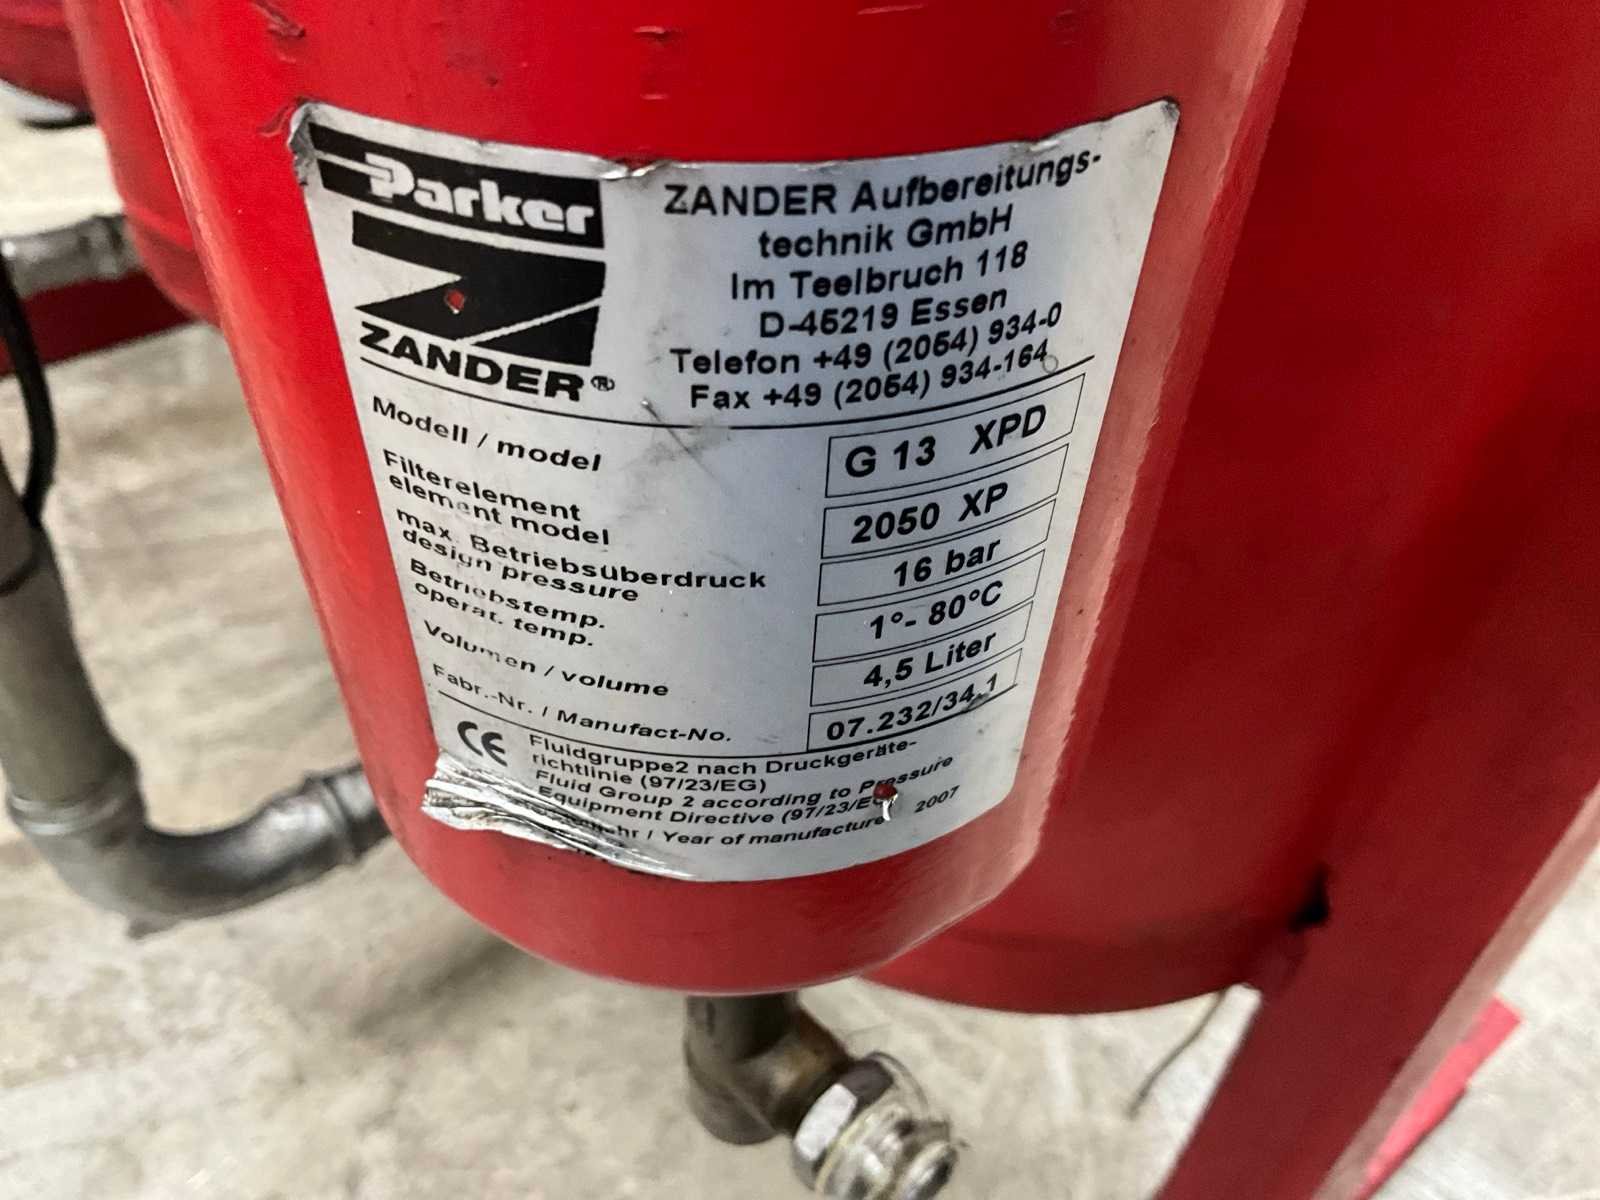 Parker
ZANDER®
ZANDER Aufbereitungs-
technik GmbH
Im Teelbruch 118
D-45219 Essen
Telefon +49 (2054) 934-0
Fax +49 (2054) 934-164
Modell / model G 13 XPD
Filterelement
element model 2050 XP
max. Betriebsüberdruck
design pressure 16 bar
Betriebstemp.
operat. temp. 1°- 80°C
Volumen / volume 4,5 Liter
Fabr.-Nr. / Manufact-No. 07.232/34.1
CE
Fluidgruppe2 nach Druckgeräte-
richtlinie (97/23/EG)
Fluid Group 2 according to Pressure
Equipment Directive (97/23/EG
/ Year of manufacture 2007